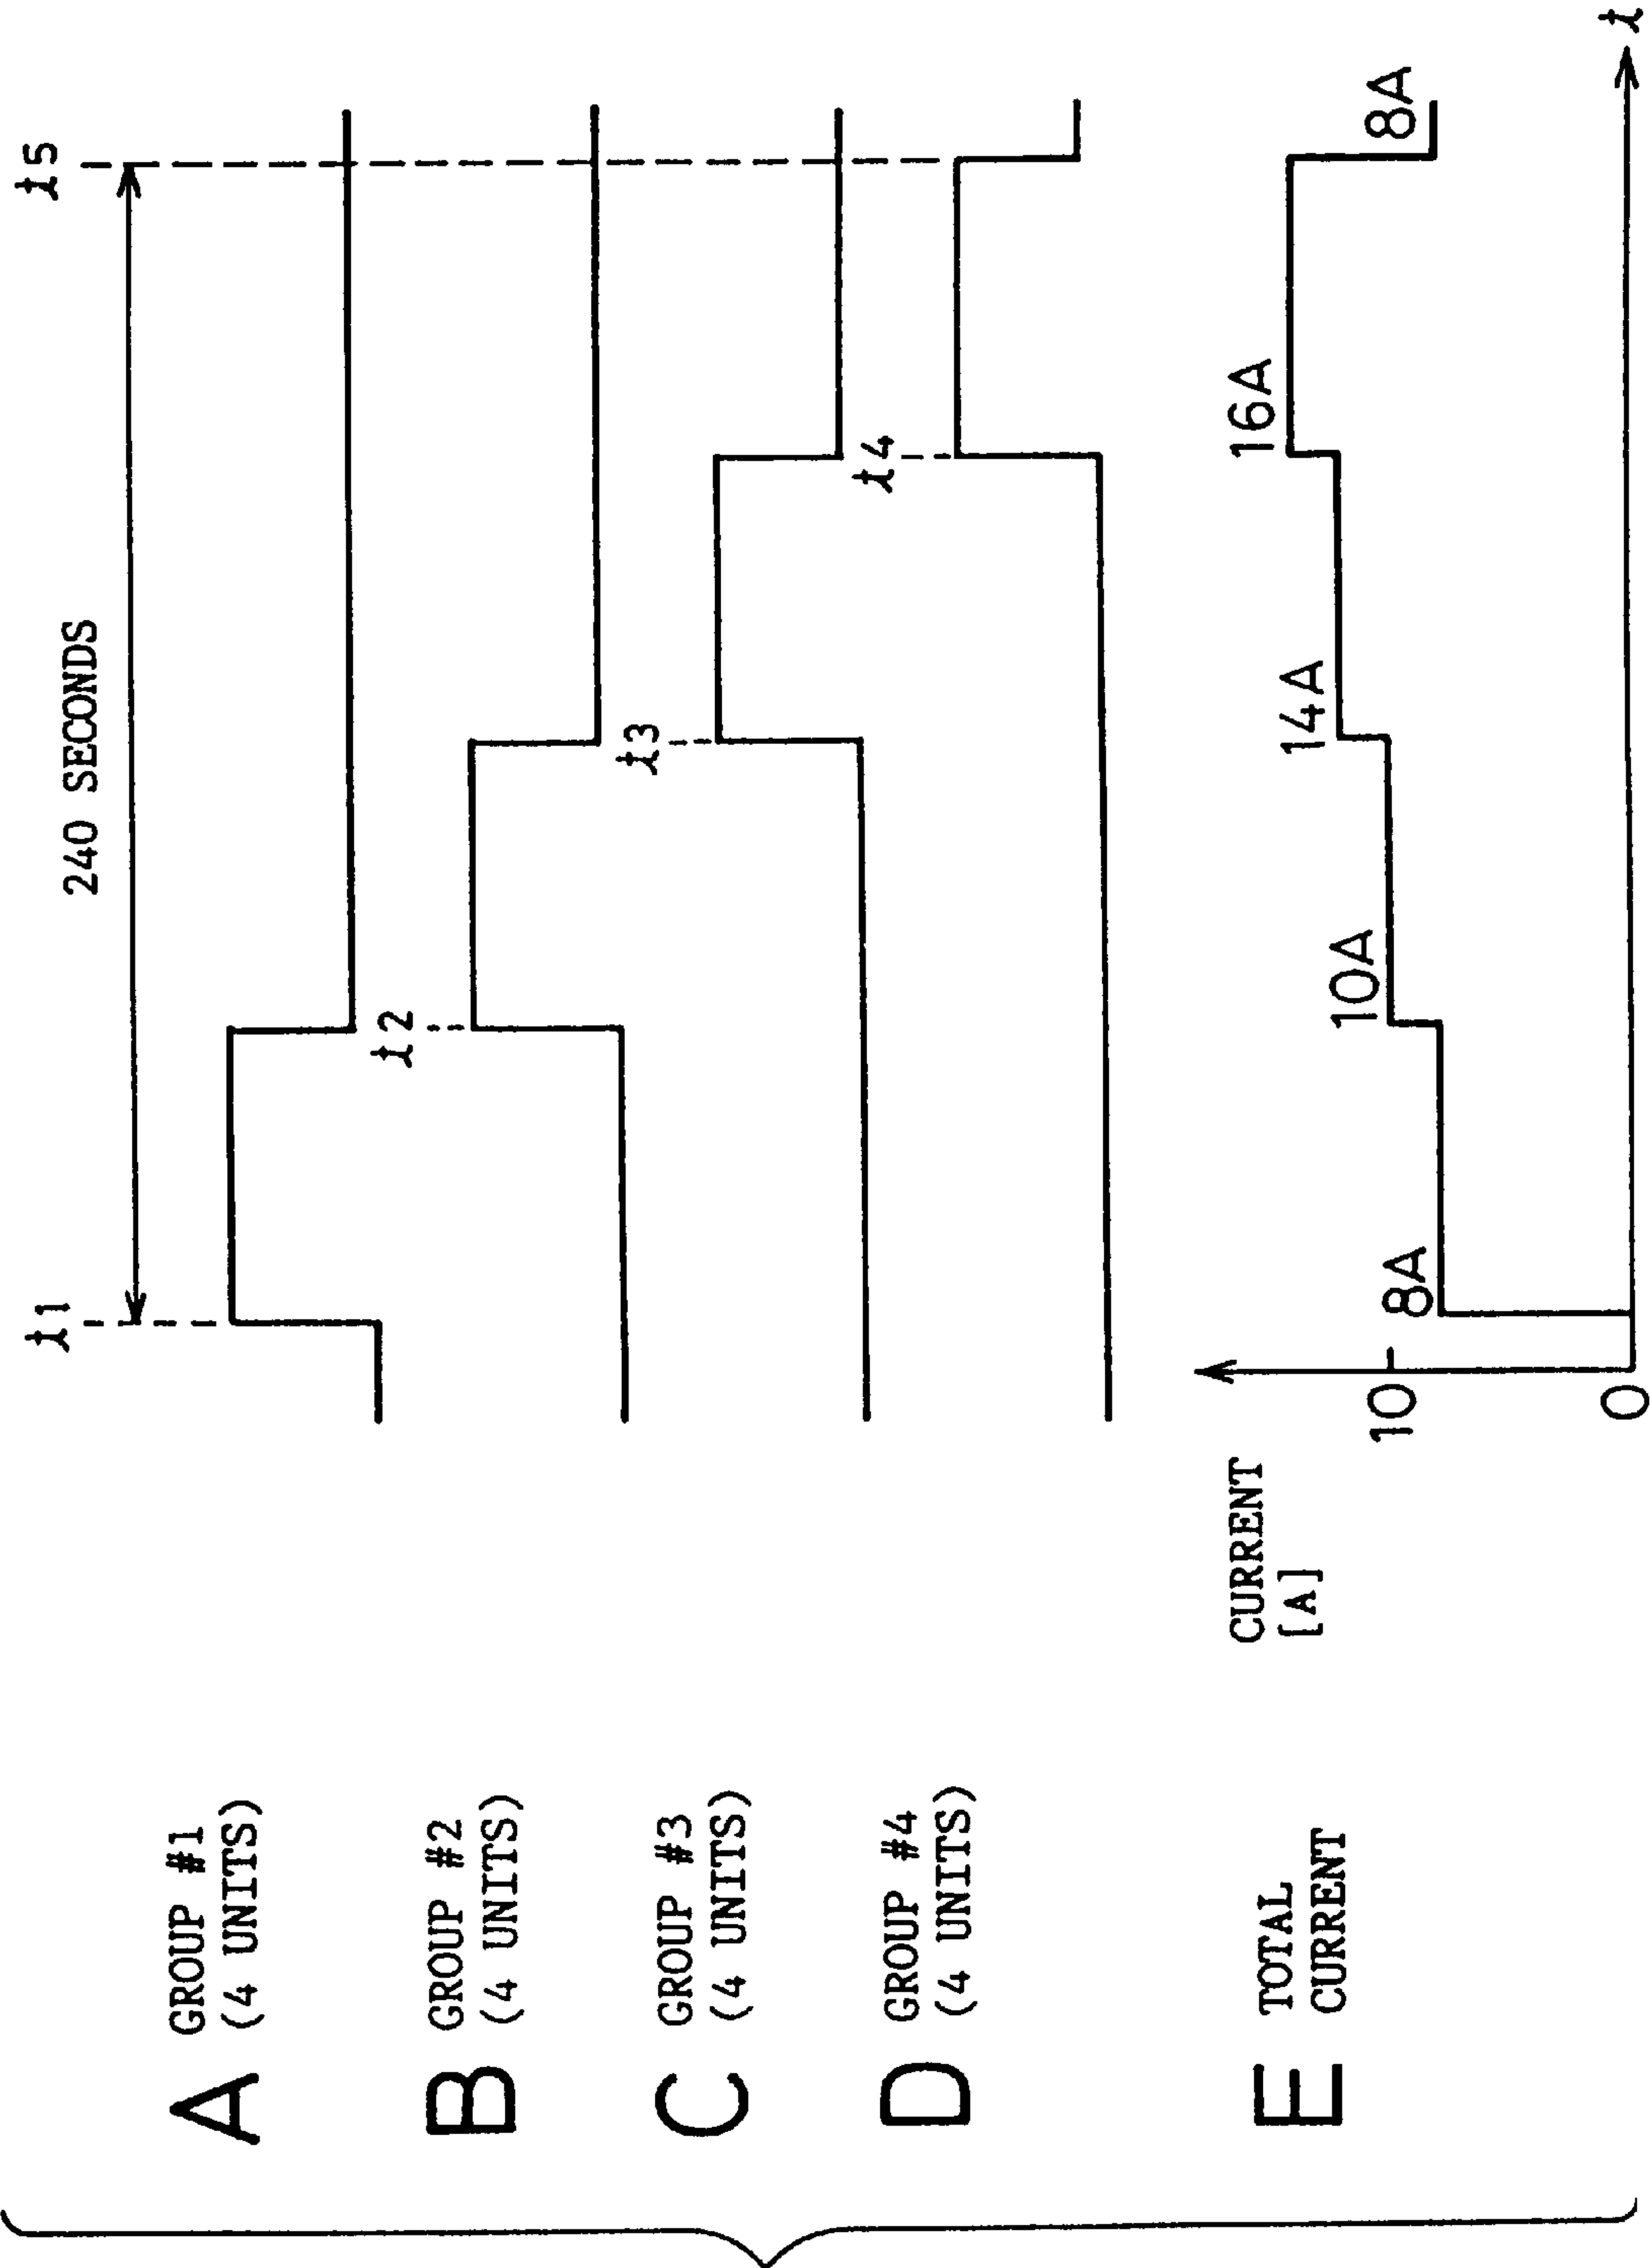 t1
240 SECONDS
t5
A GROUP #1
(4 UNITS)
t2
B GROUP #2
(4 UNITS)
t3
C GROUP #3
(4 UNITS)
t4
D GROUP #4
(4 UNITS)
E TOTAL
CURRENT
CURRENT
[A]
10
0
8A
10A
14A
16A
8A
t